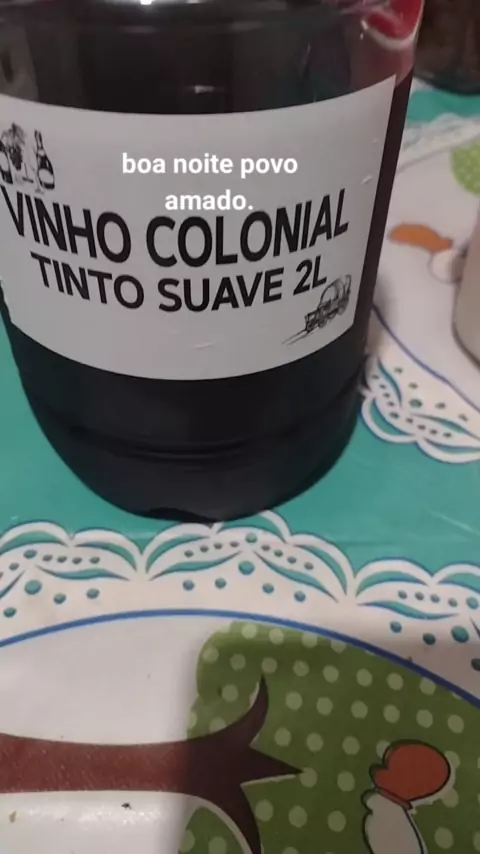 boa noite povo
amado.
VINHO COLONIAL
TINTO SUAVE 2L